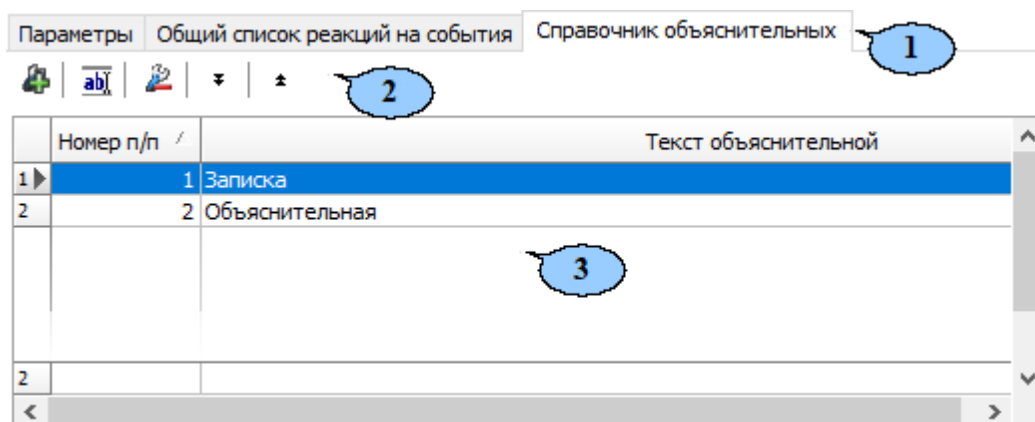 Параметры Общий список реакций на события Справочник объяснительных
1
ab
2
Номер п/п Текст объяснительной
1 1 Записка
2 2 Объяснительная
3
2